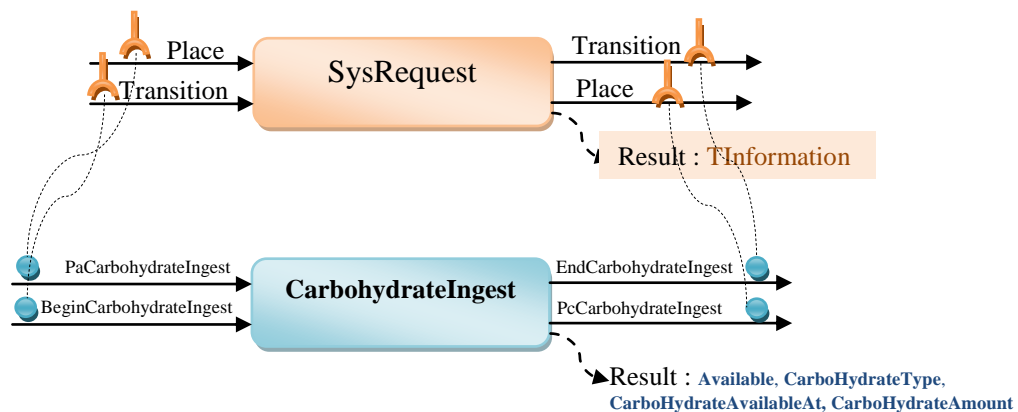 Place
Transition
SysRequest
Transition
Place
Result : TInformation
PaCarbohydrateIngest
BeginCarbohydrateIngest
CarbohydrateIngest
EndCarbohydrateIngest
PcCarbohydrateIngest
Result : Available, CarboHydrateType,
CarboHydrateAvailableAt, CarboHydrateAmount